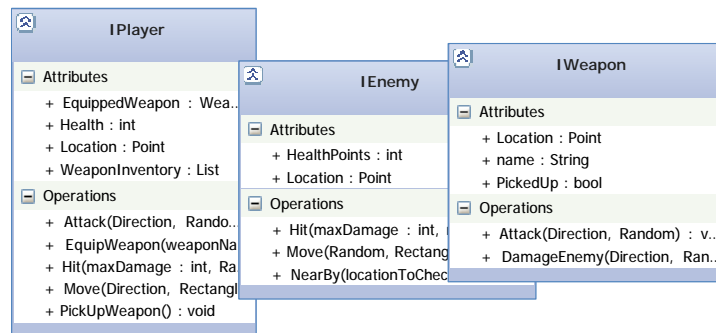 IPlayer
Attributes
+ EquippedWeapon : Wea..
+ Health : int
+ Location : Point
+ WeaponInventory : List
Operations
+ Attack(Direction, Rando..
+ EquipWeapon(weaponNa
+ Hit(maxDamage : int, Ra
+ Move(Direction, Rectangl
+ PickUpWeapon() : void
IEnemy
Attributes
+ HealthPoints : int
+ Location : Point
Operations
+ Hit(maxDamage : int,
+ Move(Random, Rectang
+ NearBy(locationToChec
IWeapon
Attributes
+ Location : Point
+ name : String
+ PickedUp : bool
Operations
+ Attack(Direction, Random) : v..
+ DamageEnemy(Direction, Ran..